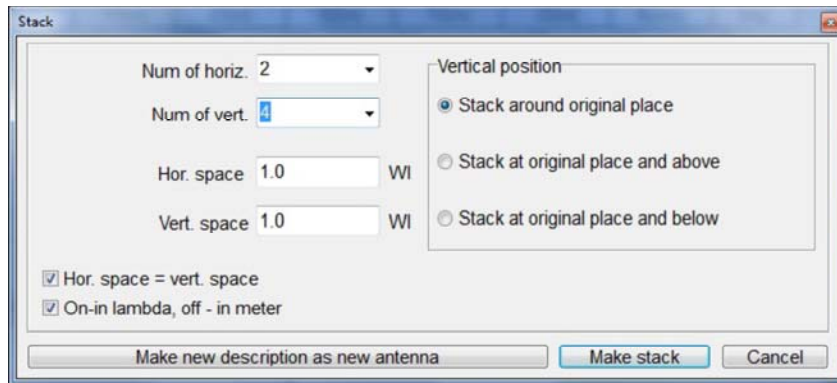 Stack
Num of horiz. 2
Vertical position
Num of vert. 4
Stack around original place
Stack at original place and above
Hor. space 1.0 Wl
Vert. space 1.0 Wl
Stack at original place and below
Hor. space = vert. space
On-in lambda, off - in meter
Make new description as new antenna
Make stack
Cancel